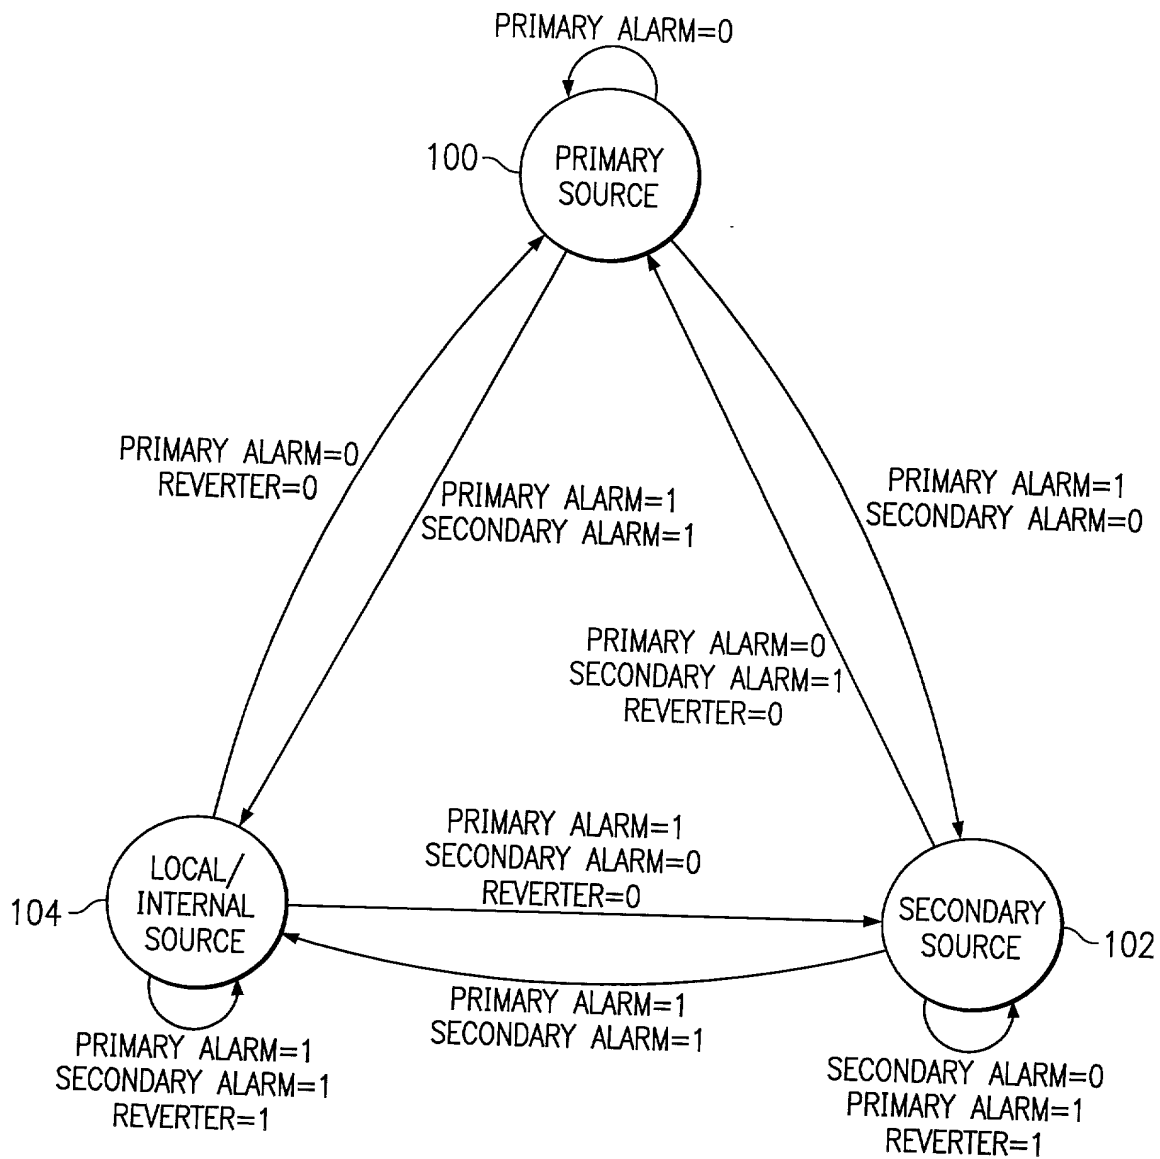 PRIMARY ALARM=0
100
PRIMARY
SOURCE
PRIMARY ALARM=0
REVERTER=0
PRIMARY ALARM=1
SECONDARY ALARM=1
PRIMARY ALARM=1
SECONDARY ALARM=0
PRIMARY ALARM=0
SECONDARY ALARM=1
REVERTER=0
PRIMARY ALARM=1
SECONDARY ALARM=0
REVERTER=0
104
LOCAL/
INTERNAL
SOURCE
SECONDARY
SOURCE
102
PRIMARY ALARM=1
SECONDARY ALARM=1
PRIMARY ALARM=1
SECONDARY ALARM=1
REVERTER=1
SECONDARY ALARM=0
PRIMARY ALARM=1
REVERTER=1